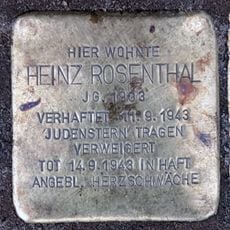 HIER WOHNTE
HEINZ ROSENTHAL
JG.
VERHAFTET 11.9.1943
'JUDENSTERN' TRAGEN
VERWEIGERT
TOT 14.9.1943 IN HAFT
ANGEBL. HERZSCHWÄCHE